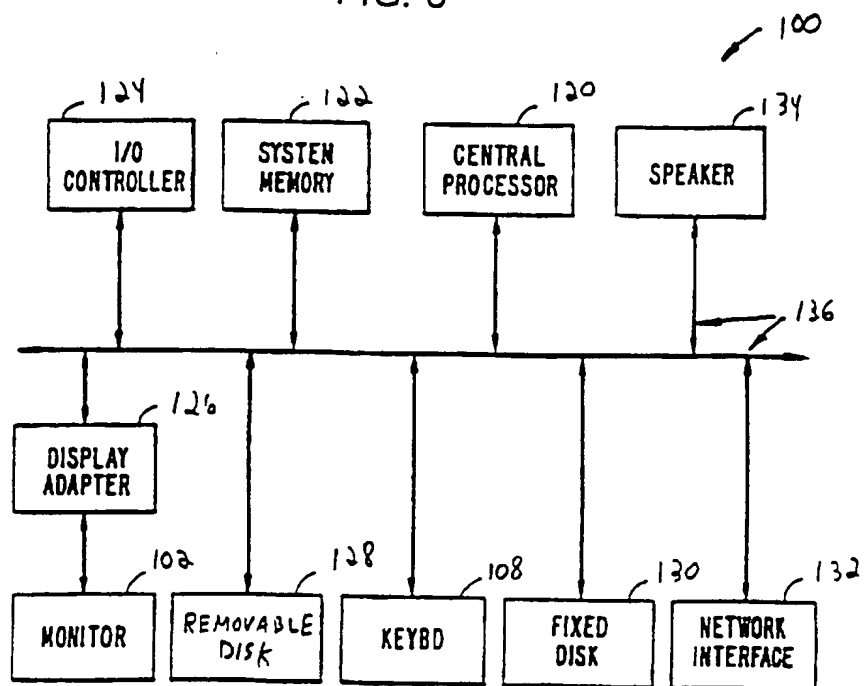 100
124
122
120
134
I/O
CONTROLLER
SYSTEM
MEMORY
CENTRAL
PROCESSOR
SPEAKER
136
126
DISPLAY
ADAPTER
102
128
108
130
132
MONITOR
REMOVABLE
DISK
KEYBD
FIXED
DISK
NETWORK
INTERFACE